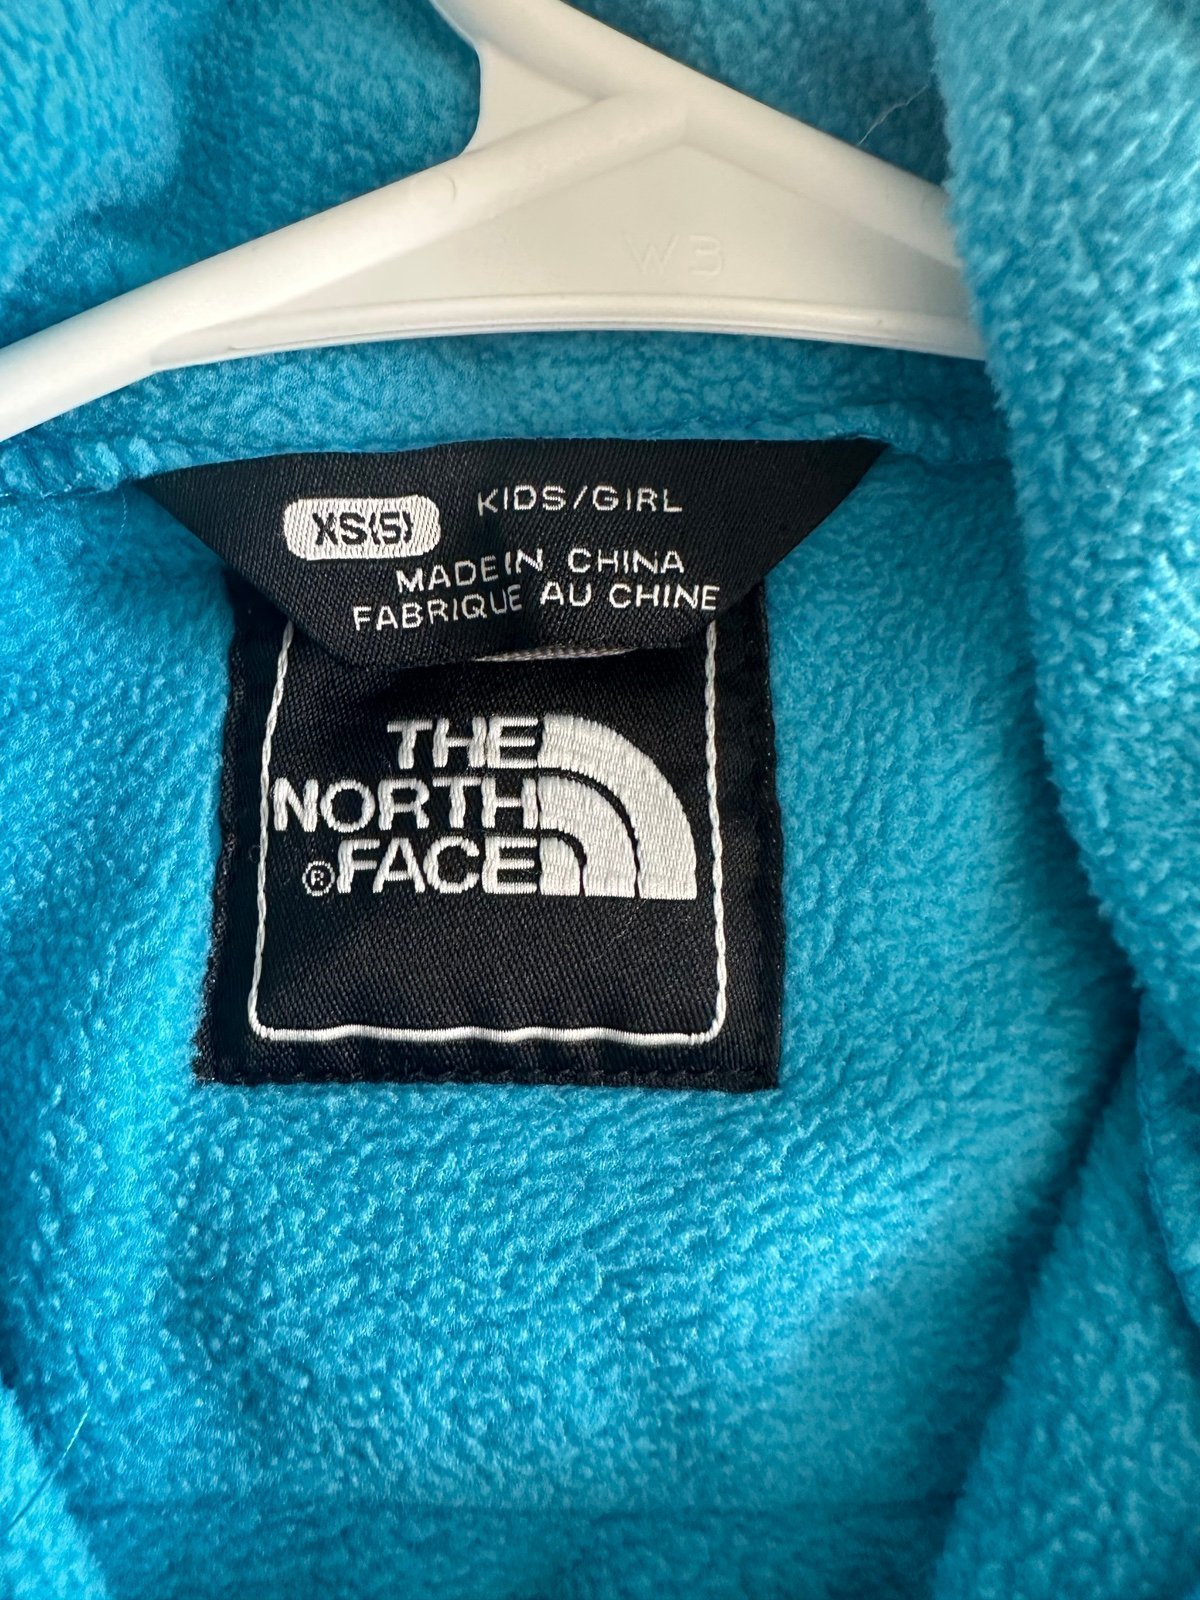 W3
XS(5) KIDS/GIRL
MADE IN CHINA
FABRIQUE AU CHINE
THE
NORTH
®FACE